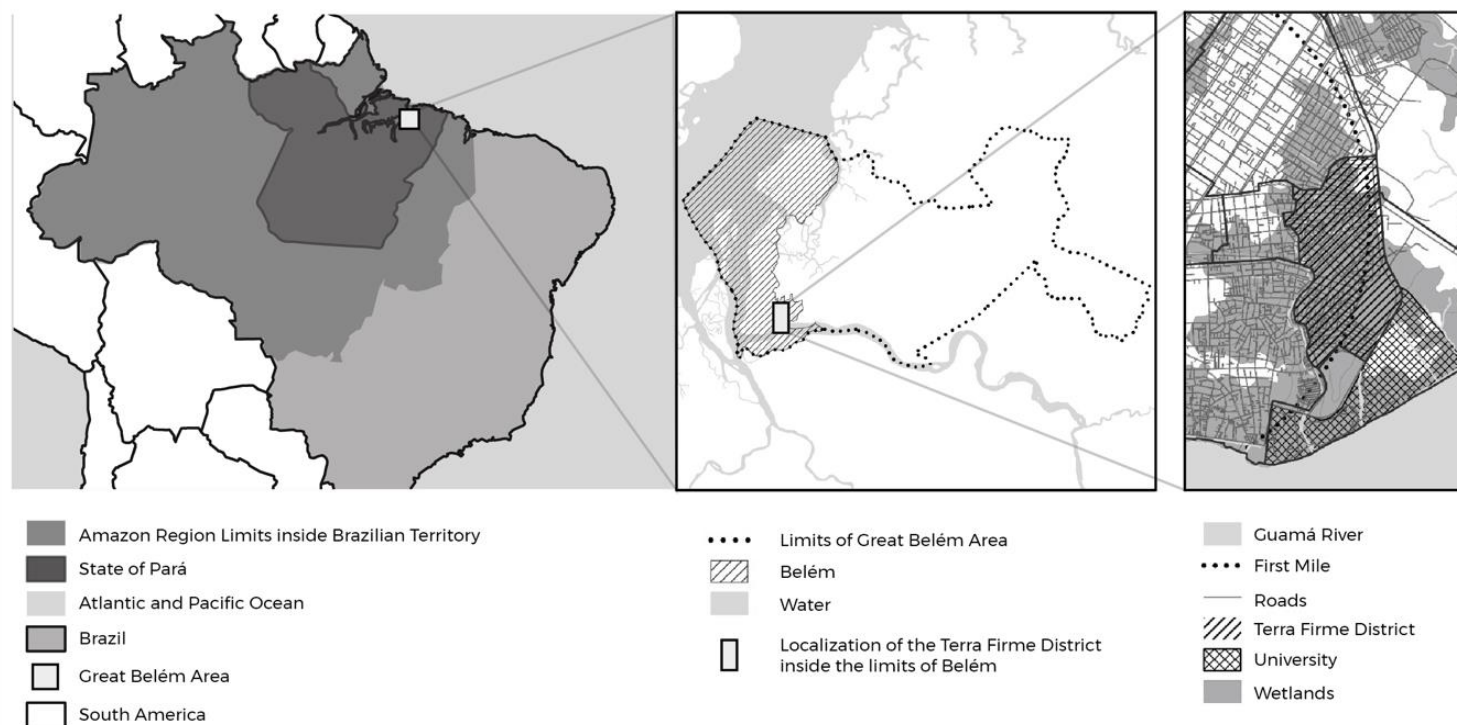 Amazon Region Limits inside Brazilian Territory
State of Pará
Atlantic and Pacific Ocean
Brazil
Great Belém Area
South America
Limits of Great Belém Area
Belém
Water
Localization of the Terra Firme District
inside the limits of Belém
Guamá River
First Mile
Roads
Terra Firme District
University
Wetlands